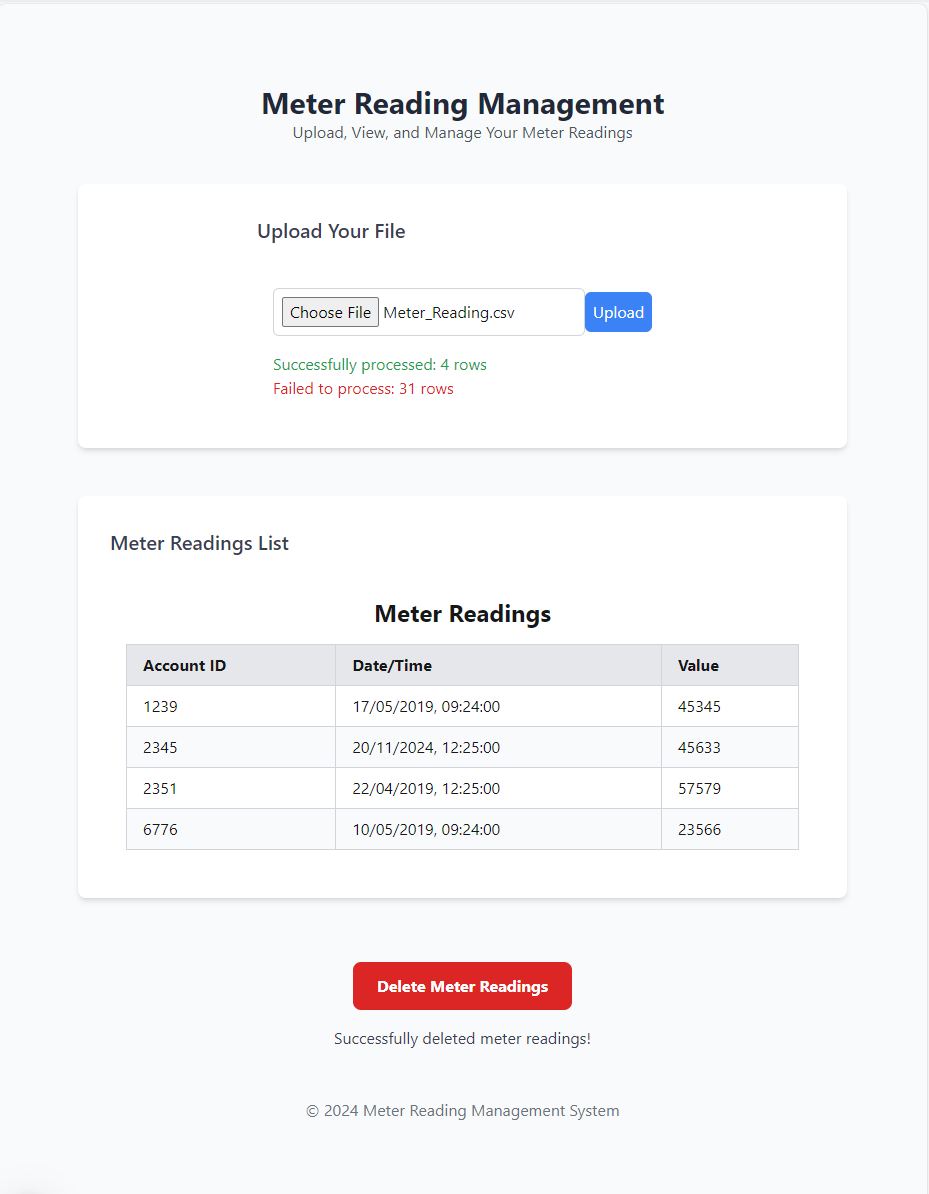 Meter Reading Management
Upload, View, and Manage Your Meter Readings
Upload Your File
Choose File Meter_Reading.csv Upload
Successfully processed: 4 rows
Failed to process: 31 rows
Meter Readings List
Meter Readings
Account ID Date/Time Value
1239 17/05/2019, 09:24:00 45345
2345 20/11/2024, 12:25:00 45633
2351 22/04/2019, 12:25:00 57579
6776 10/05/2019, 09:24:00 23566
Delete Meter Readings
Successfully deleted meter readings!
© 2024 Meter Reading Management System